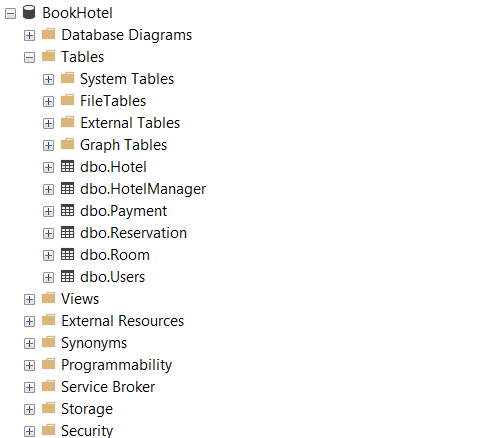 BookHotel
Database Diagrams
Tables
System Tables
FileTables
External Tables
Graph Tables
dbo.Hotel
dbo.HotelManager
dbo.Payment
dbo.Reservation
dbo.Room
dbo.Users
Views
External Resources
Synonyms
Programmability
Service Broker
Storage
Security